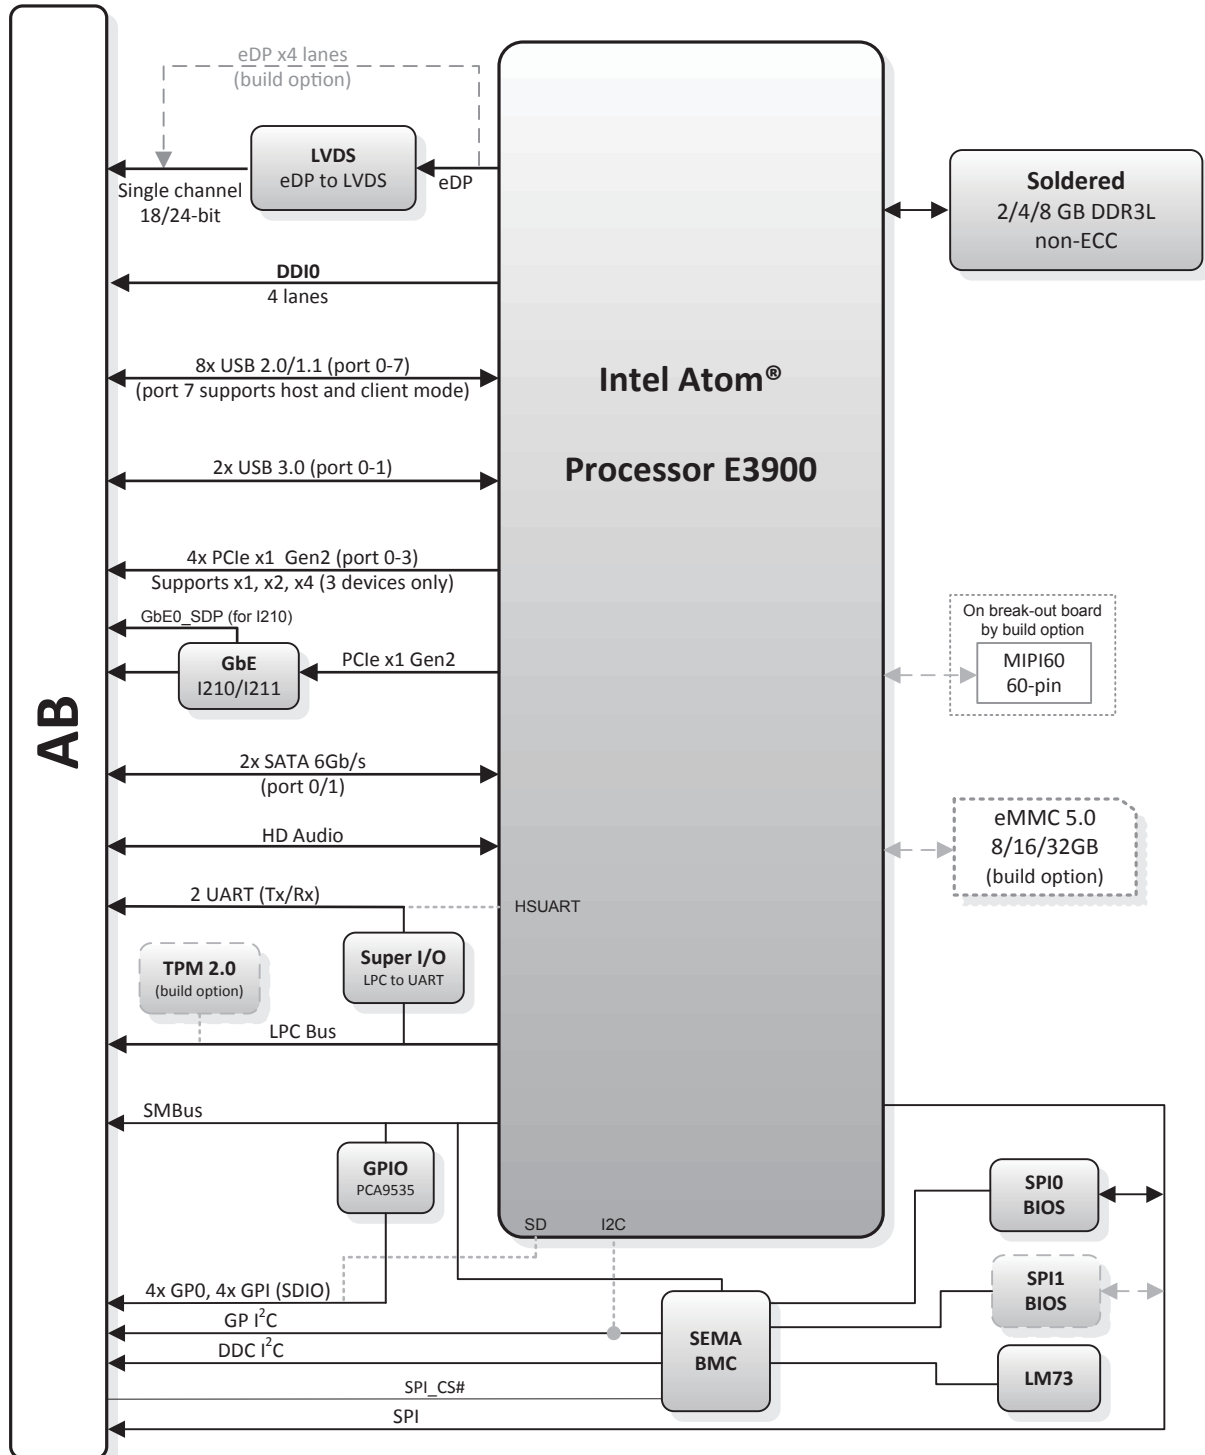 eDP x4 lanes
(build option)
LVDS
eDP to LVDS
eDP
Single channel
18/24-bit
Soldered
2/4/8 GB DDR3L
non-ECC
DDI0
4 lanes
8x USB 2.0/1.1 (port 0-7)
(port 7 supports host and client mode)
Intel Atom®
Processor E3900
2x USB 3.0 (port 0-1)
4x PCIe x1 Gen2 (port 0-3)
Supports x1, x2, x4 (3 devices only)
GbE0_SDP (for I210)
GbE
I210/I211
PCIe x1 Gen2
On break-out board
by build option
MIPI60
60-pin
AB
2x SATA 6Gb/s
(port 0/1)
HD Audio
eMMC 5.0
8/16/32GB
(build option)
2 UART (Tx/Rx)
HSUART
Super I/O
LPC to UART
TPM 2.0
(build option)
LPC Bus
SMBus
GPIO
PCA9535
SD
I2C
SPI0
BIOS
SPI1
BIOS
4x GP0, 4x GPI (SDIO)
GP I²C
DDC I²C
SEMA
BMC
LM73
SPI_CS#
SPI